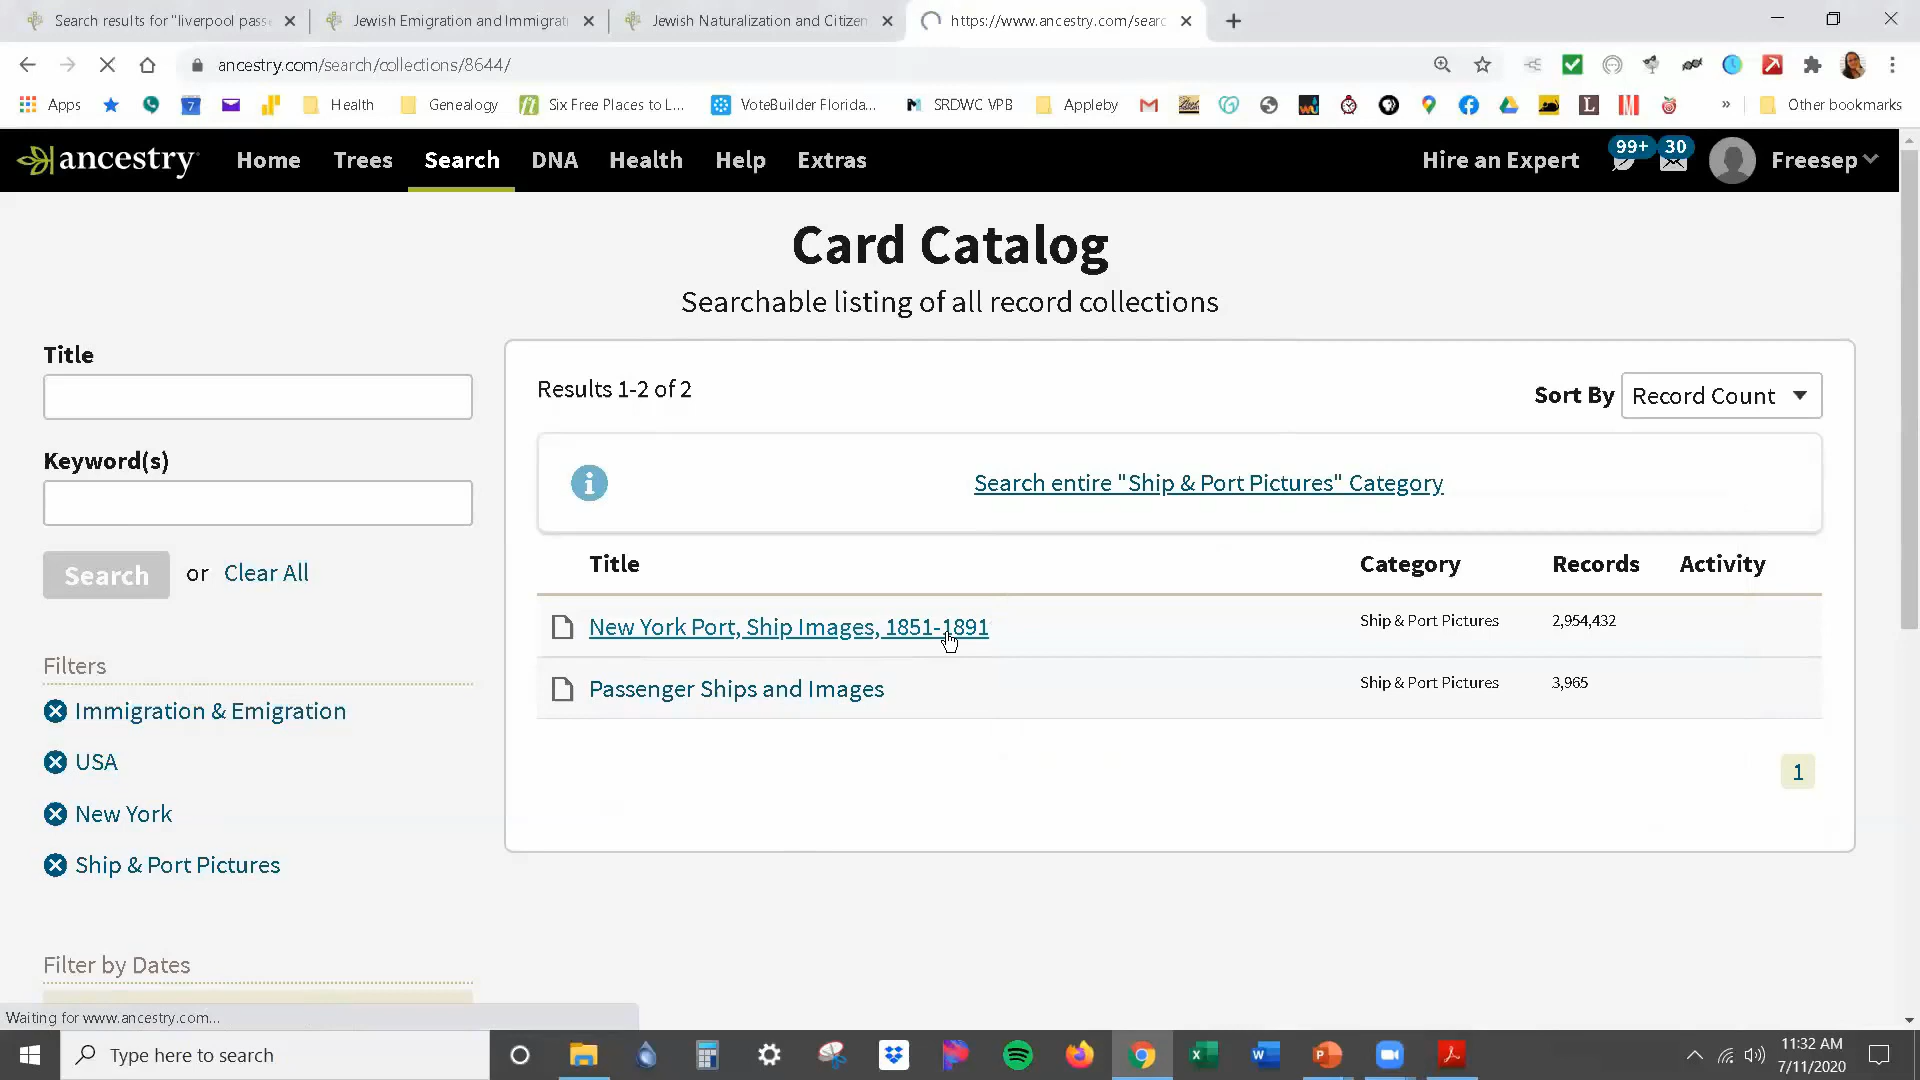 Search results for "liverpool pass
Jewish Emigration and Immigrat
Jewish Naturalization and Citizen
https://www.ancestry.com/searc
ancestry.com/search/collections/8644/
Apps
7
Health
Genealogy
Six Free Places to L...
VoteBuilder Florida...
SRDWC VPB
Appleby
»
Other bookmarks
ancestry
Home
Trees
Search
DNA
Health
Help
Extras
Hire an Expert
99+
30
Freesep
Card Catalog
Searchable listing of all record collections
Title
Keyword(s)
Search or Clear All
Filters
Immigration & Emigration
USA
New York
Ship & Port Pictures
Filter by Dates
Results 1-2 of 2
Sort By Record Count
Search entire "Ship & Port Pictures" Category
Title Category Records Activity
New York Port, Ship Images, 1851-1891 Ship & Port Pictures 2,954,432
Passenger Ships and Images Ship & Port Pictures 3,965
1
Waiting for www.ancestry.com...
Type here to search
11:32 AM
7/11/2020